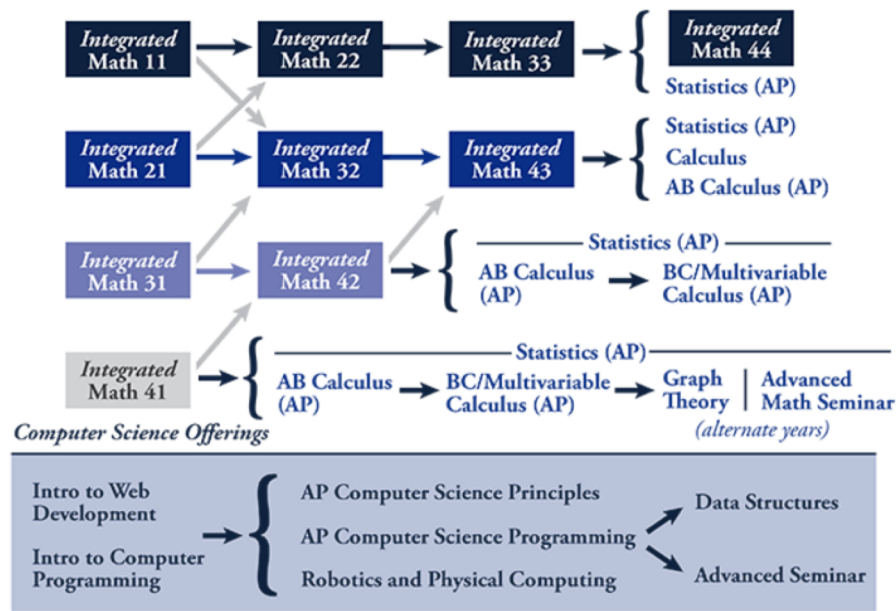 Integrated
Math 11
Integrated
Math 22
Integrated
Math 33
Integrated
Math 44
Statistics (AP)
Integrated
Math 21
Integrated
Math 32
Integrated
Math 43
Statistics (AP)
Calculus
AB Calculus (AP)
Integrated
Math 31
Integrated
Math 42
Statistics (AP)
AB Calculus
(AP)
BC/Multivariable
Calculus (AP)
Integrated
Math 41
Statistics (AP)
AB Calculus
(AP)
BC/Multivariable
Calculus (AP)
Graph
Theory
Advanced
Math Seminar
(alternate years)
Computer Science Offerings
Intro to Web
Development
Intro to Computer
Programming
AP Computer Science Principles
AP Computer Science Programming
Robotics and Physical Computing
Data Structures
Advanced Seminar